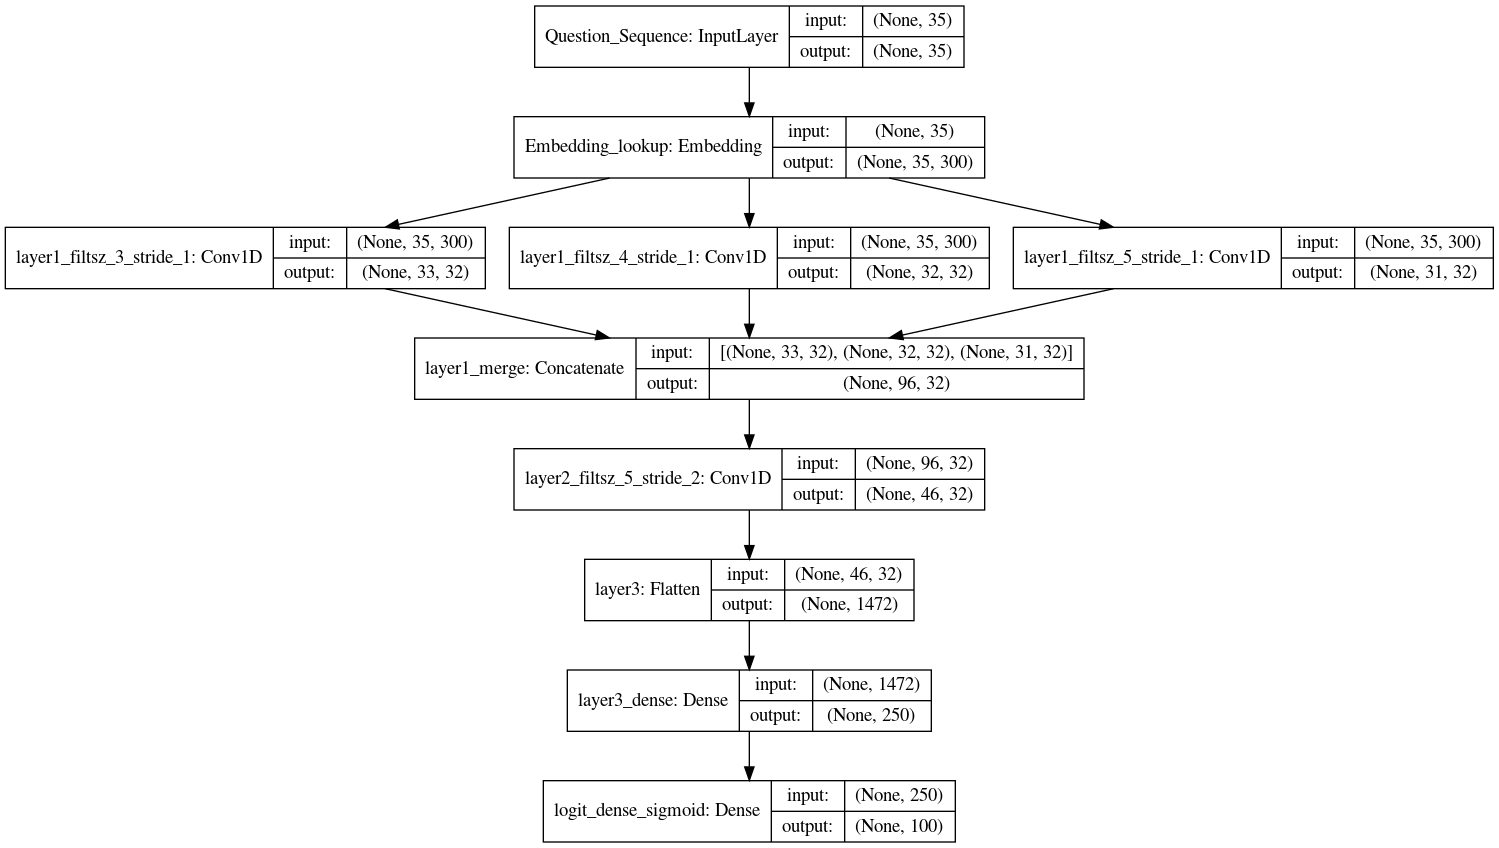 Question_Sequence: InputLayer
input: (None, 35)
output: (None, 35)
Embedding_lookup: Embedding
input: (None, 35)
output: (None, 35, 300)
layer1_filtsz_3_stride_1: Conv1D
input: (None, 35, 300)
output: (None, 33, 32)
layer1_filtsz_4_stride_1: Conv1D
input: (None, 35, 300)
output: (None, 32, 32)
layer1_filtsz_5_stride_1: Conv1D
input: (None, 35, 300)
output: (None, 31, 32)
layer1_merge: Concatenate
input: [(None, 33, 32), (None, 32, 32), (None, 31, 32)]
output: (None, 96, 32)
layer2_filtsz_5_stride_2: Conv1D
input: (None, 96, 32)
output: (None, 46, 32)
layer3: Flatten
input: (None, 46, 32)
output: (None, 1472)
layer3_dense: Dense
input: (None, 1472)
output: (None, 250)
logit_dense_sigmoid: Dense
input: (None, 250)
output: (None, 100)